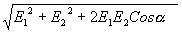 √(E₁² + E₂² + 2E₁E₂Cosα)